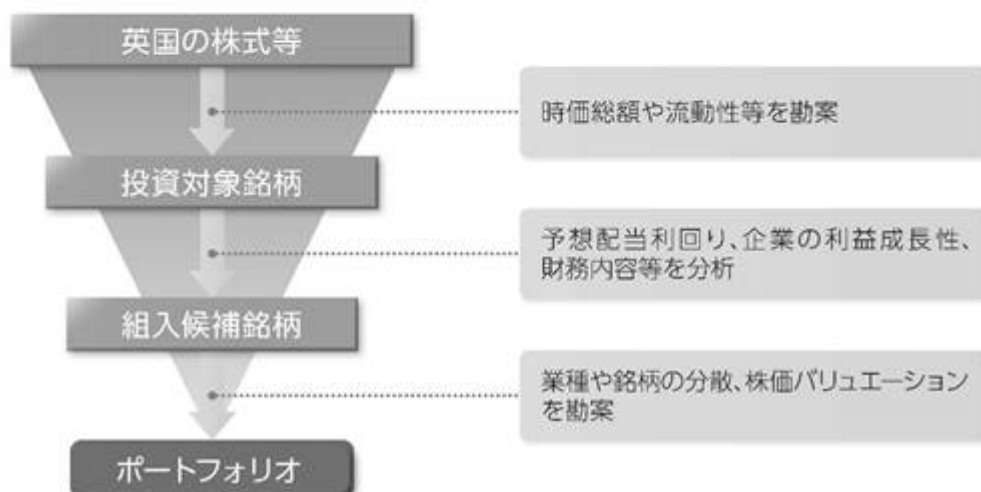 英国の株式等
時価総額や流動性等を勘案
投資対象銘柄
予想配当利回り、企業の利益成長性、
財務内容等を分析
組入候補銘柄
業種や銘柄の分散、株価バリュエーション
を勘案
ポートフォリオ